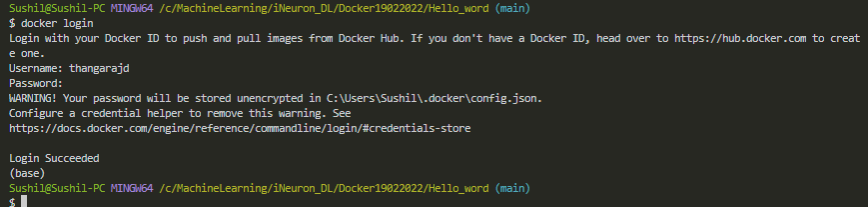 Sushil@Sushil-PC MINGW64 /c/MachineLearning/iNeuron_DL/Docker19022022/Hello_word (main)
$ docker login
Login with your Docker ID to push and pull images from Docker Hub. If you don't have a Docker ID, head over to https://hub.docker.com to creat
e one.
Username: thangarajd
Password:
WARNING! Your password will be stored unencrypted in C:\Users\Sushil\.docker\config.json.
Configure a credential helper to remove this warning. See
https://docs.docker.com/engine/reference/commandline/login/#credentials-store
Login Succeeded
(base)
Sushil@Sushil-PC MINGW64 /c/MachineLearning/iNeuron_DL/Docker19022022/Hello_word (main)
$